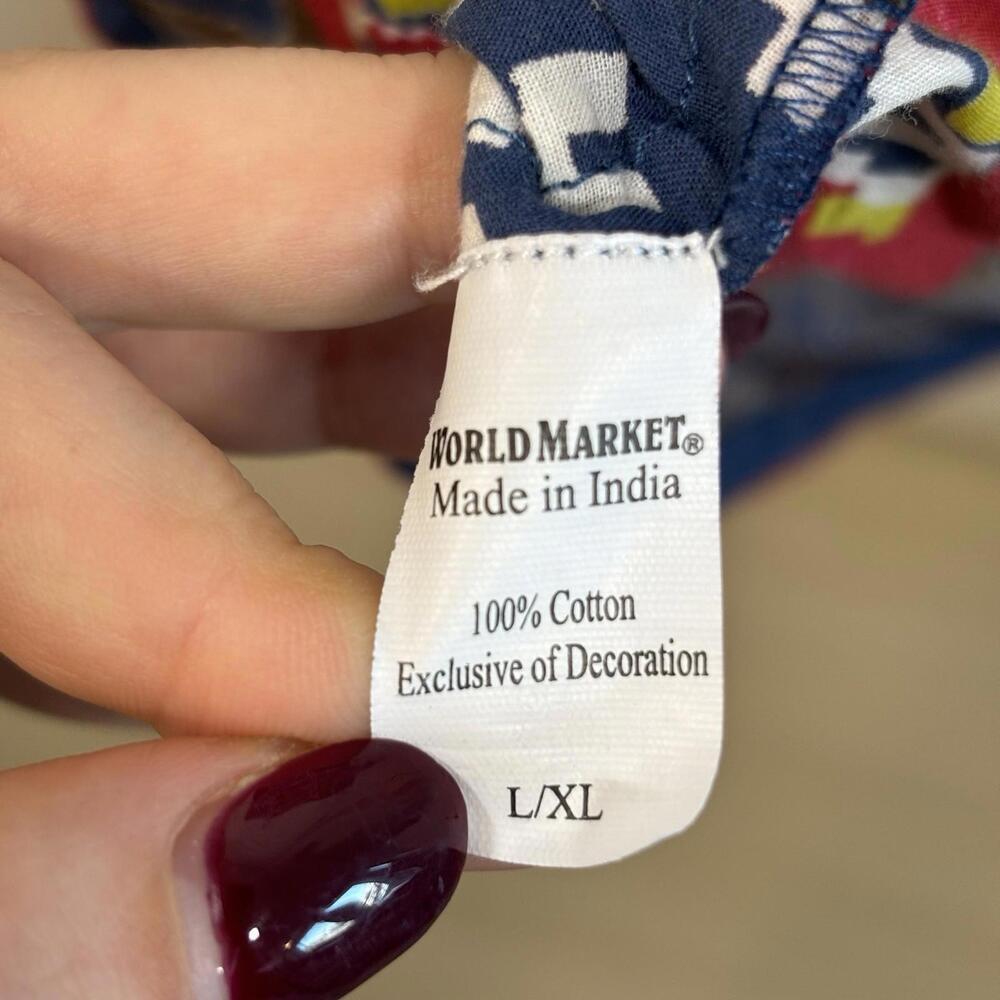 WORLD MARKET®
Made in India
100% Cotton
Exclusive of Decoration
L/XL